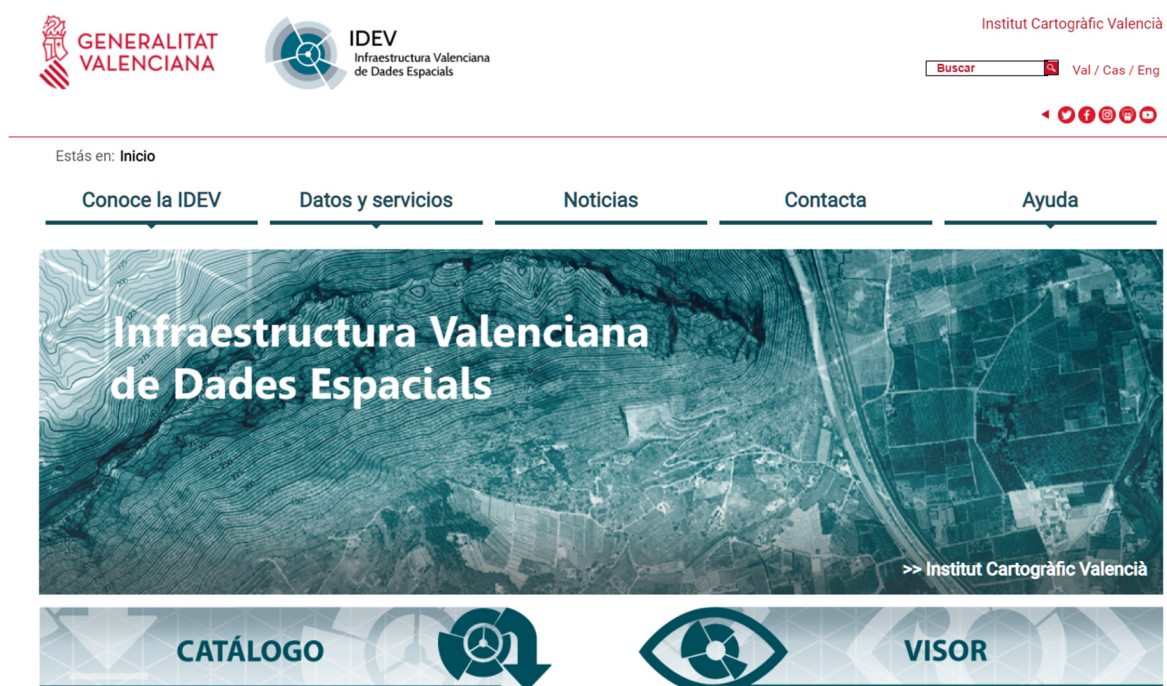 GENERALITAT
VALENCIANA
IDEV
Infraestructura Valenciana
de Dades Espacials
Institut Cartogràfic Valencià
Buscar
Val / Cas / Eng
Estás en: Inicio
Conoce la IDEV
Datos y servicios
Noticias
Contacta
Ayuda
Infraestructura Valenciana
de Dades Espacials
>> Institut Cartogràfic Valencià
CATÁLOGO
VISOR